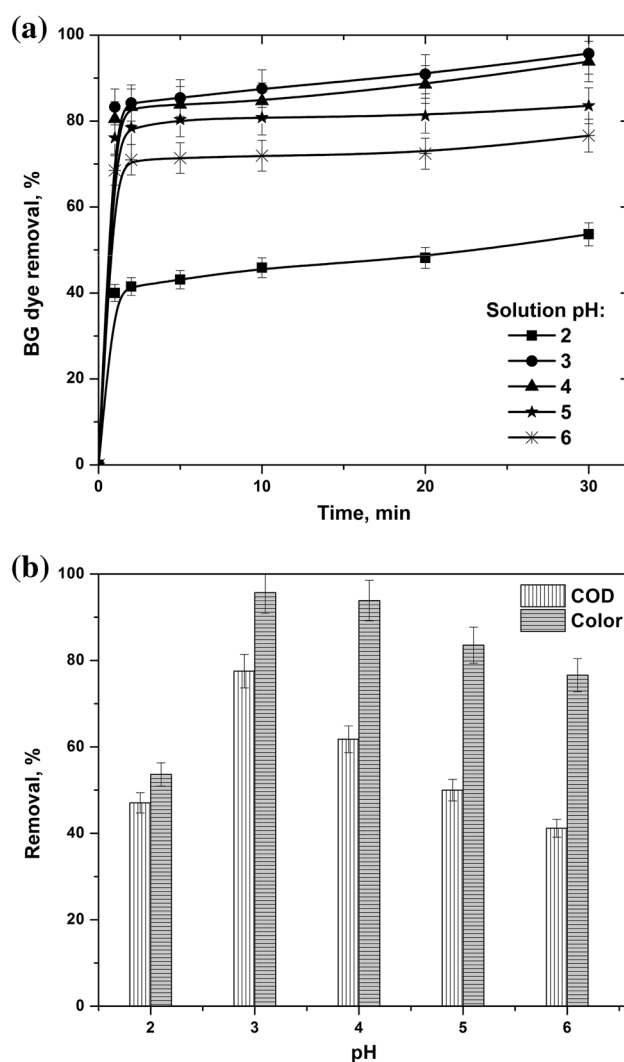 (a)
100
80
60
40
20
0
BG dye removal, %
Solution pH:
2
3
4
5
6
0 10 20 30
Time, min
(b)
100
80
60
40
20
0
Removal, %
COD
Color
2 3 4 5 6
pH